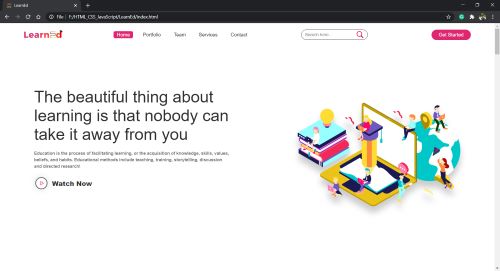 LearnEd
File | F:/HTML_CSS_JavaScript/LearnEd/index.html
LearnEd
Home
Portfolio
Team
Services
Contact
Search here..
Get Started
The beautiful thing about
learning is that nobody can
take it away from you
Education is the process of facilitating learning, or the acquisition of knowledge, skills, values,
beliefs, and habits. Educational methods include teaching, training, storytelling, discussion
and directed research!
Watch Now